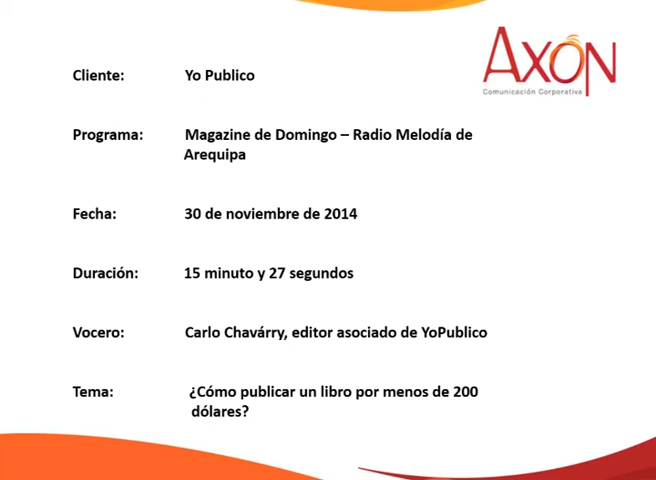 AXÓN
Comunicación Corporativa
Cliente: Yo Publico
Programa: Magazine de Domingo – Radio Melodía de
Arequipa
Fecha: 30 de noviembre de 2014
Duración: 15 minuto y 27 segundos
Vocero: Carlo Chavárry, editor asociado de YoPublico
Tema: ¿Cómo publicar un libro por menos de 200
dólares?